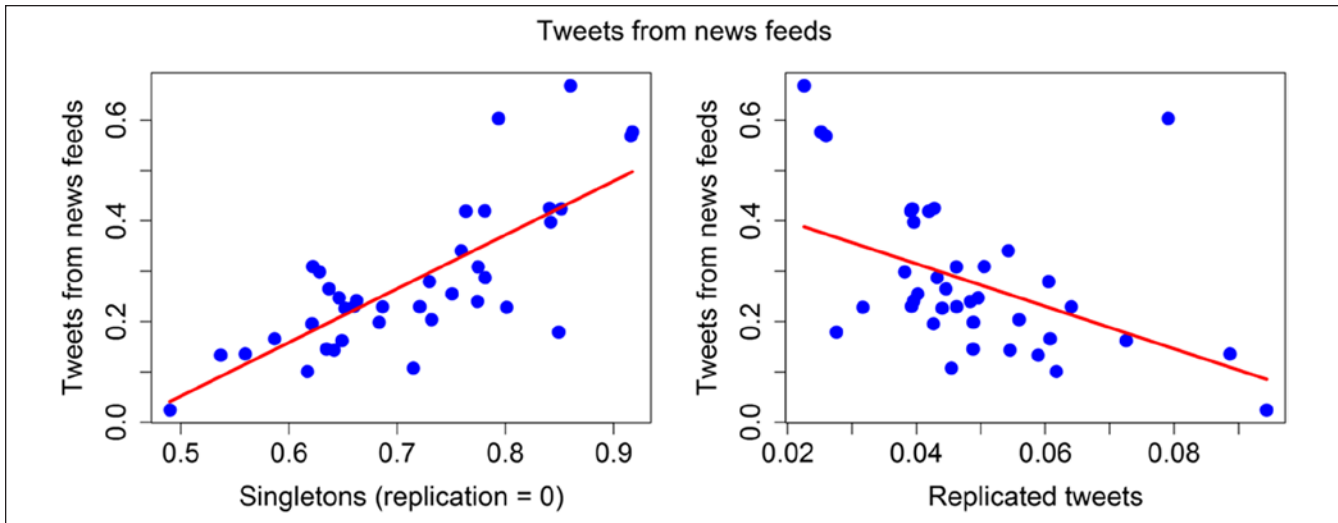 Tweets from news feeds
Tweets from news feeds
0.0 0.2 0.4 0.6
0.5 0.6 0.7 0.8 0.9
Singletons (replication = 0)
Tweets from news feeds
0.0 0.2 0.4 0.6
0.02 0.04 0.06 0.08
Replicated tweets